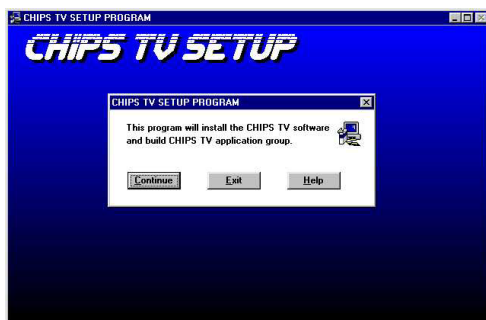 CHIPS TV SETUP PROGRAM
CHIPS TV SETUP
CHIPS TV SETUP PROGRAM
This program will install the CHIPS TV software
and build CHIPS TV application group.
Continue Exit Help